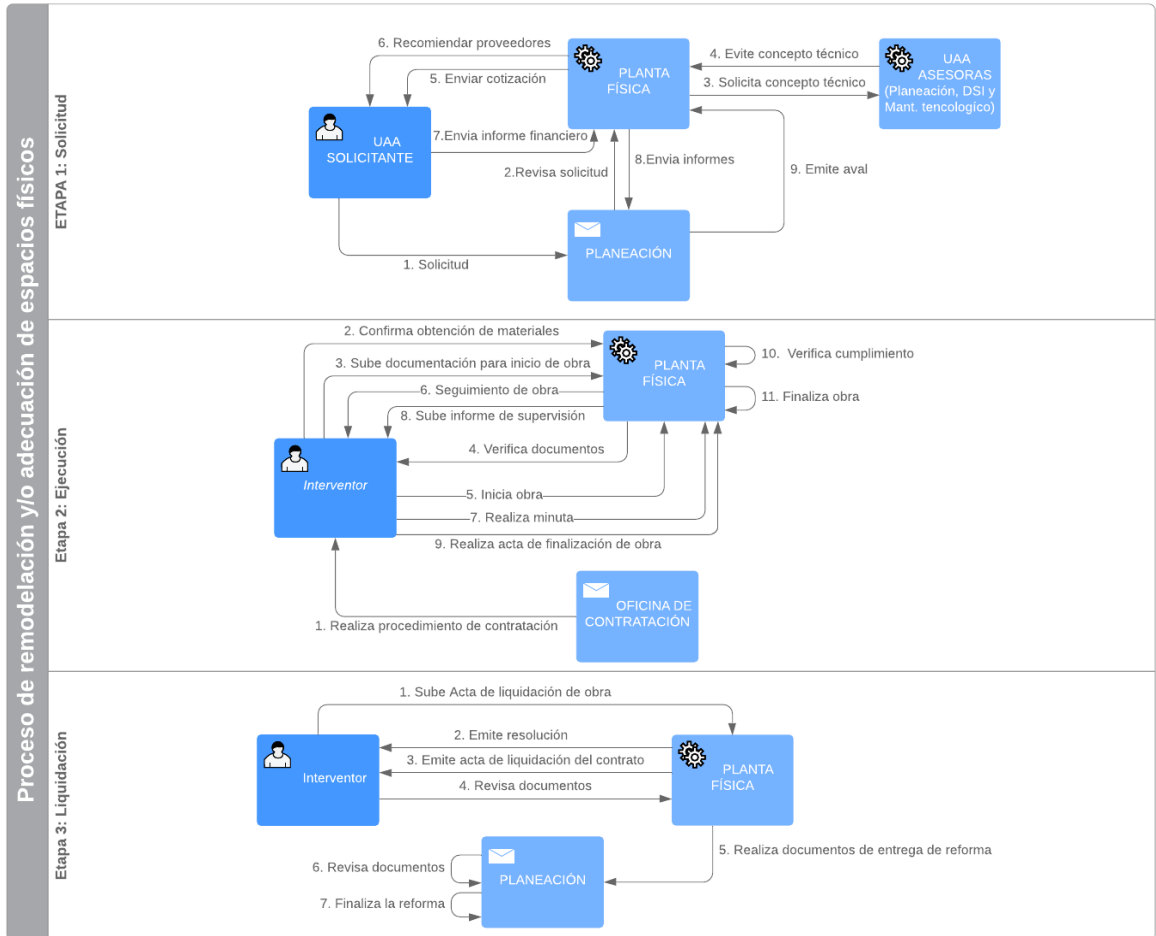 Proceso de remodelación y/o adecuación de espacios físicos
ETAPA 1: Solicitud
6. Recomendar proveedores
5. Enviar cotización
PLANTA
FÍSICA
4. Evite concepto técnico
3. Solicita concepto técnico
UAA
ASESORAS
(Planeación, DSI y
Mant. tencologíco)
UAA
SOLICITANTE
7.Envia informe financiero
2.Revisa solicitud
8.Envia informes
9. Emite aval
PLANEACIÓN
1. Solicitud
Etapa 2: Ejecución
2. Confirma obtención de materiales
3. Sube documentación para inicio de obra
6. Seguimiento de obra
8. Sube informe de supervisión
PLANTA
FÍSICA
10. Verifica cumplimiento
11. Finaliza obra
4. Verifica documentos
Interventor
5. Inicia obra
7. Realiza minuta
9. Realiza acta de finalización de obra
OFICINA DE
CONTRATACIÓN
1. Realiza procedimiento de contratación
Etapa 3: Liquidación
1. Sube Acta de liquidación de obra
2. Emite resolución
3. Emite acta de liquidación del contrato
4. Revisa documentos
Interventor
PLANTA
FÍSICA
5. Realiza documentos de entrega de reforma
6. Revisa documentos
7. Finaliza la reforma
PLANEACIÓN